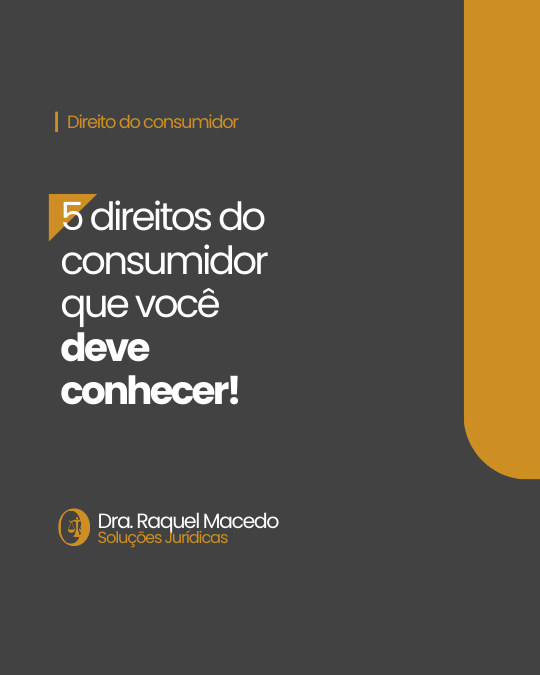 Direito do consumidor
5 direitos do
consumidor
que você
deve
conhecer!
Dra. Raquel Macedo
Soluções Jurídicas